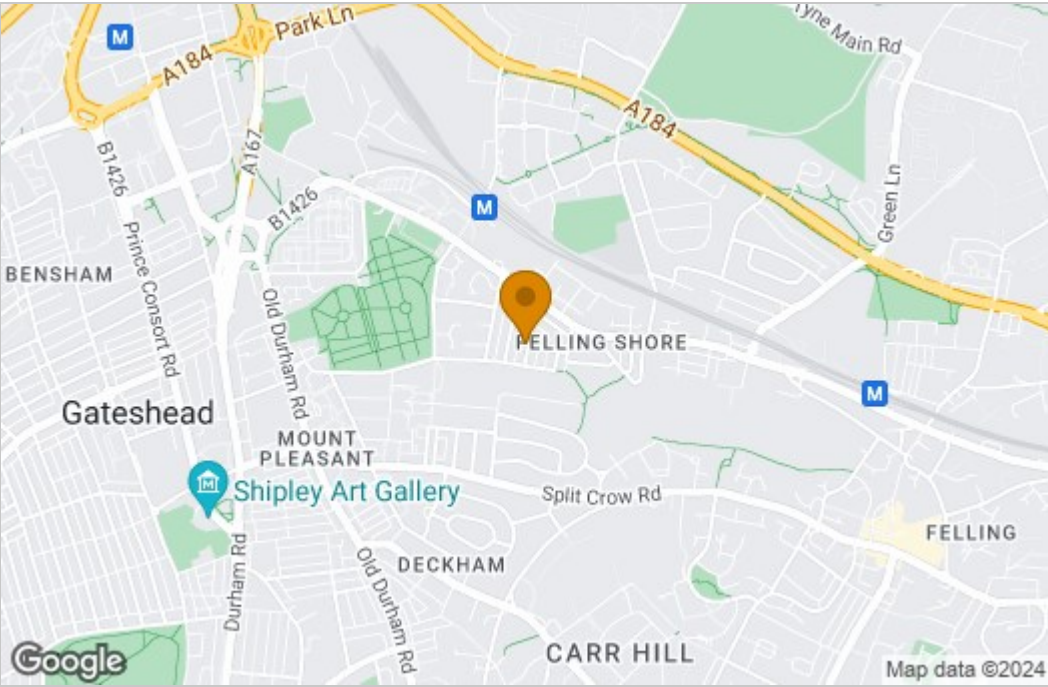 M
Park Ln
A184
Tyne Main Rd
A184
B1426
A167
Green Ln
B1426
M
BENSHAM
Prince Consort Rd
Old Durham Rd
FELLING SHORE
M
Gateshead
MOUNT
PLEASANT
M
Shipley Art Gallery
Split Crow Rd
FELLING
Durham Rd
DECKHAM
Old Durham Rd
CARR HILL
Google
Map data ©2024